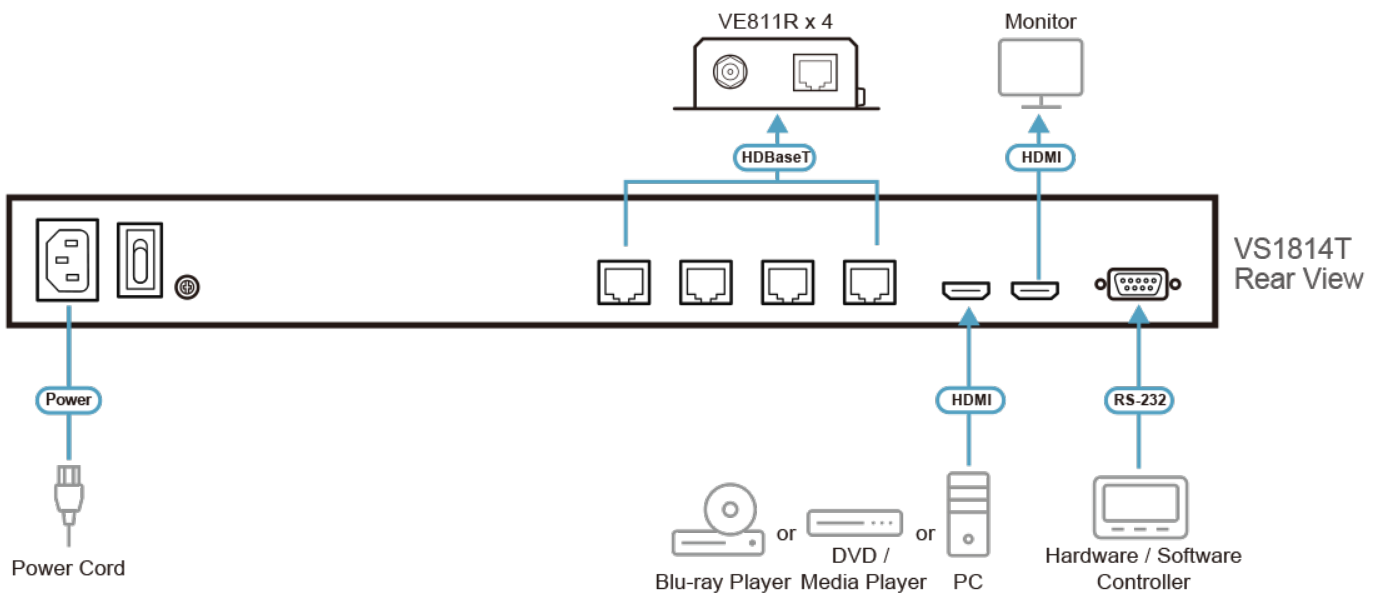 VE811R x 4
Monitor
HDBaseT
HDMI
VS1814T
Rear View
Power
HDMI
RS-232
Power Cord
or
Blu-ray Player
or
DVD /
Media Player
PC
Hardware / Software
Controller